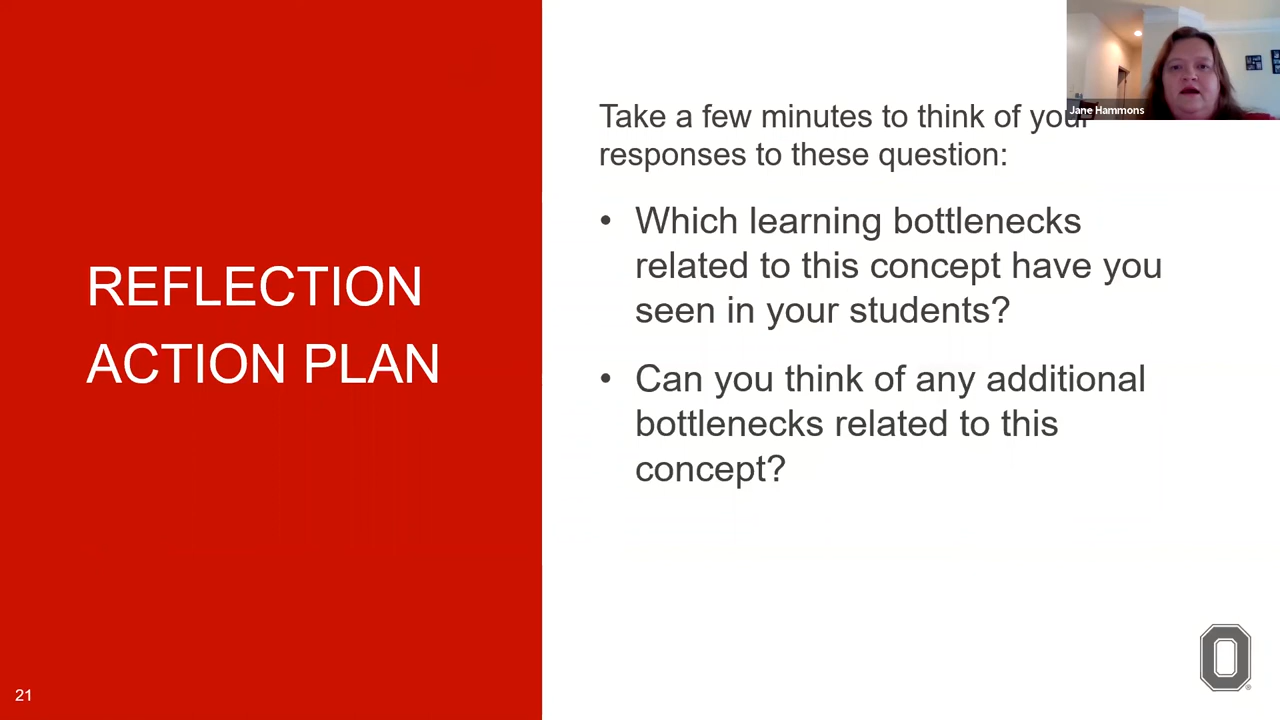 Jane Hammons
Take a few minutes to think of your
responses to these question:
• Which learning bottlenecks
related to this concept have you
seen in your students?
• Can you think of any additional
bottlenecks related to this
concept?
REFLECTION
ACTION PLAN
21